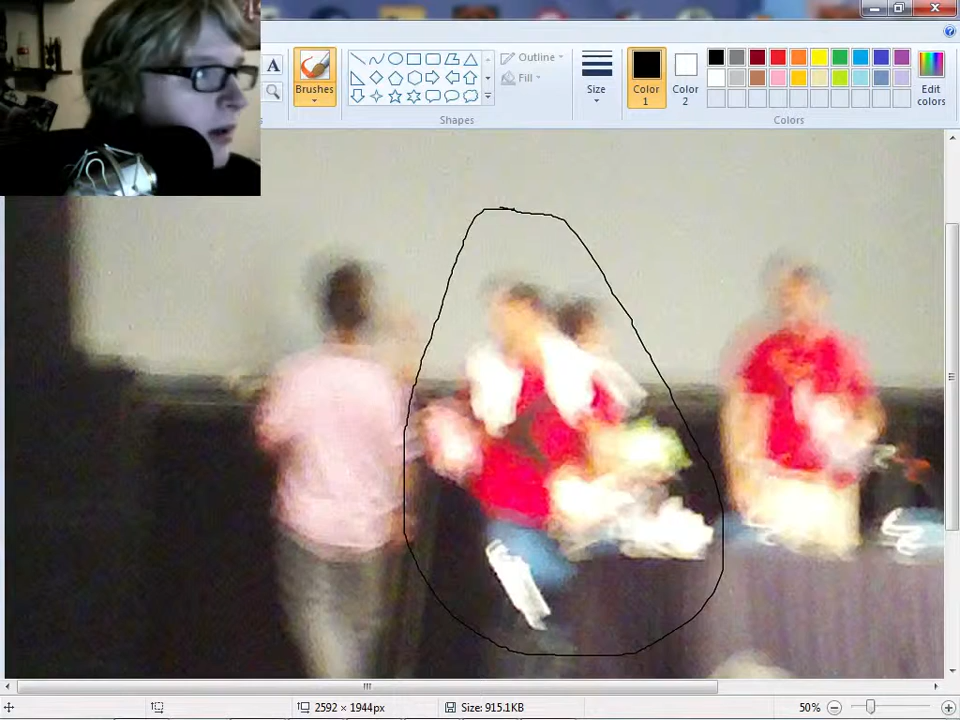 A
Brushes
Outline
Fill
Shapes
Size
Color
1
Color
2
Edit
colors
Colors
2592 × 1944px
Size: 915.1KB
50%